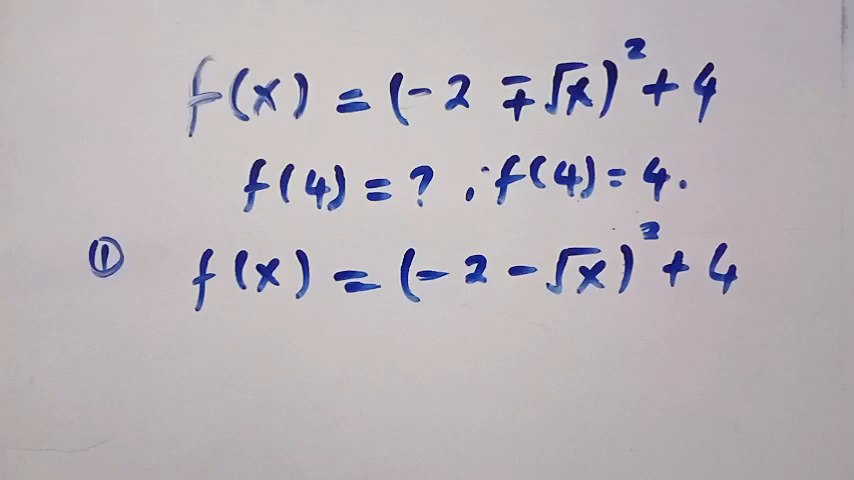 f(x) = (-2 ∓ √x)² + 4
f(4) = ? , f(4) = 4.
① f(x) = (-2 - √x)² + 4